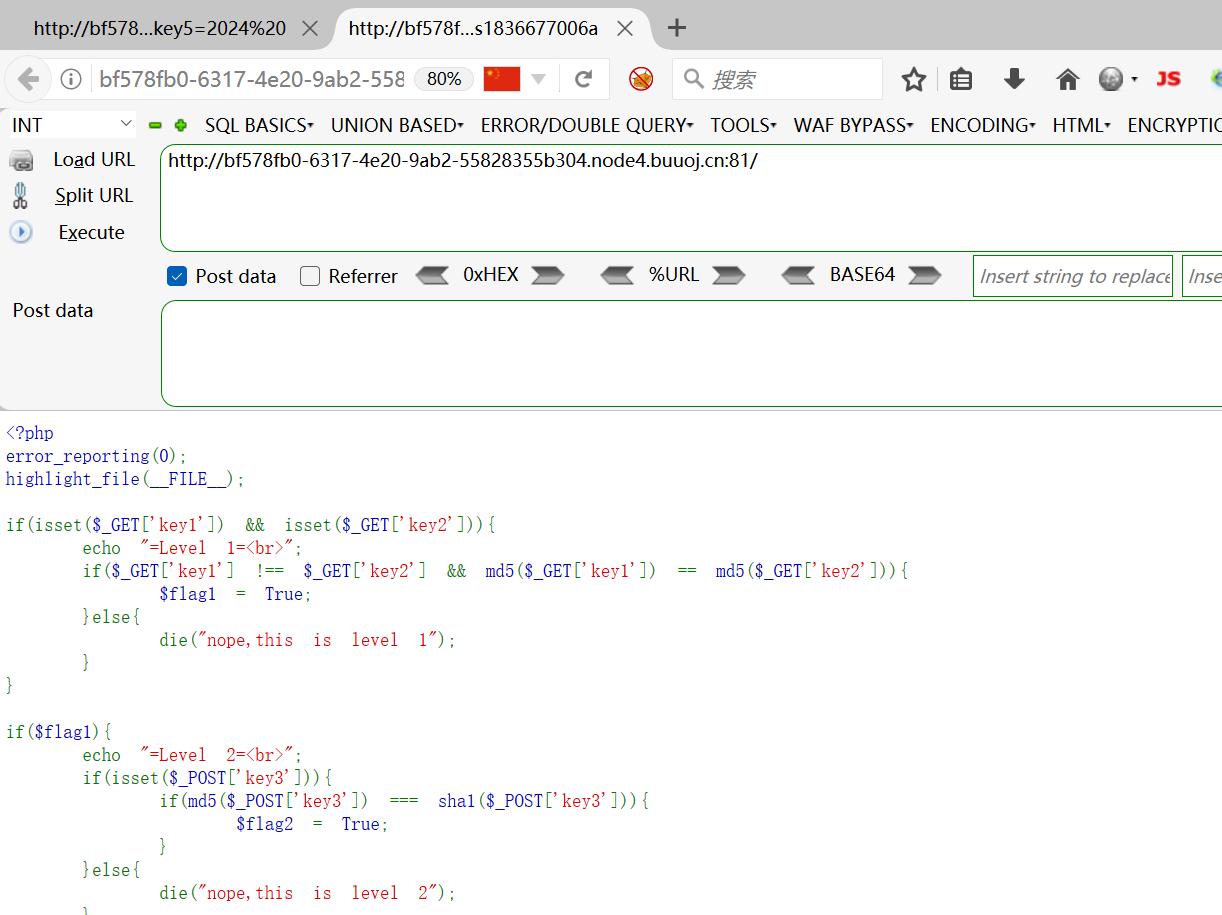 http://bf578...key5=2024%20
http://bf578f...s1836677006a
bf578fb0-6317-4e20-9ab2-558
80%
搜索
JS
INT
SQL BASICS
UNION BASED
ERROR/DOUBLE QUERY
TOOLS
WAF BYPASS
ENCODING
HTML
ENCRYPTIC
Load URL
http://bf578fb0-6317-4e20-9ab2-55828355b304.node4.buuoj.cn:81/
Split URL
Execute
Post data
Referrer
0xHEX
%URL
BASE64
Insert string to replace
Inse
Post data
<?php
error_reporting(0);
highlight_file(__FILE__);
if(isset($_GET['key1']) && isset($_GET['key2'])){
echo "=Level 1=<br>";
if($_GET['key1'] !== $_GET['key2'] && md5($_GET['key1']) == md5($_GET['key2'])){
$flag1 = True;
}else{
die("nope,this is level 1");
}
}
if($flag1){
echo "=Level 2=<br>";
if(isset($_POST['key3'])){
if(md5($_POST['key3']) === sha1($_POST['key3'])){
$flag2 = True;
}
}else{
die("nope,this is level 2");
}